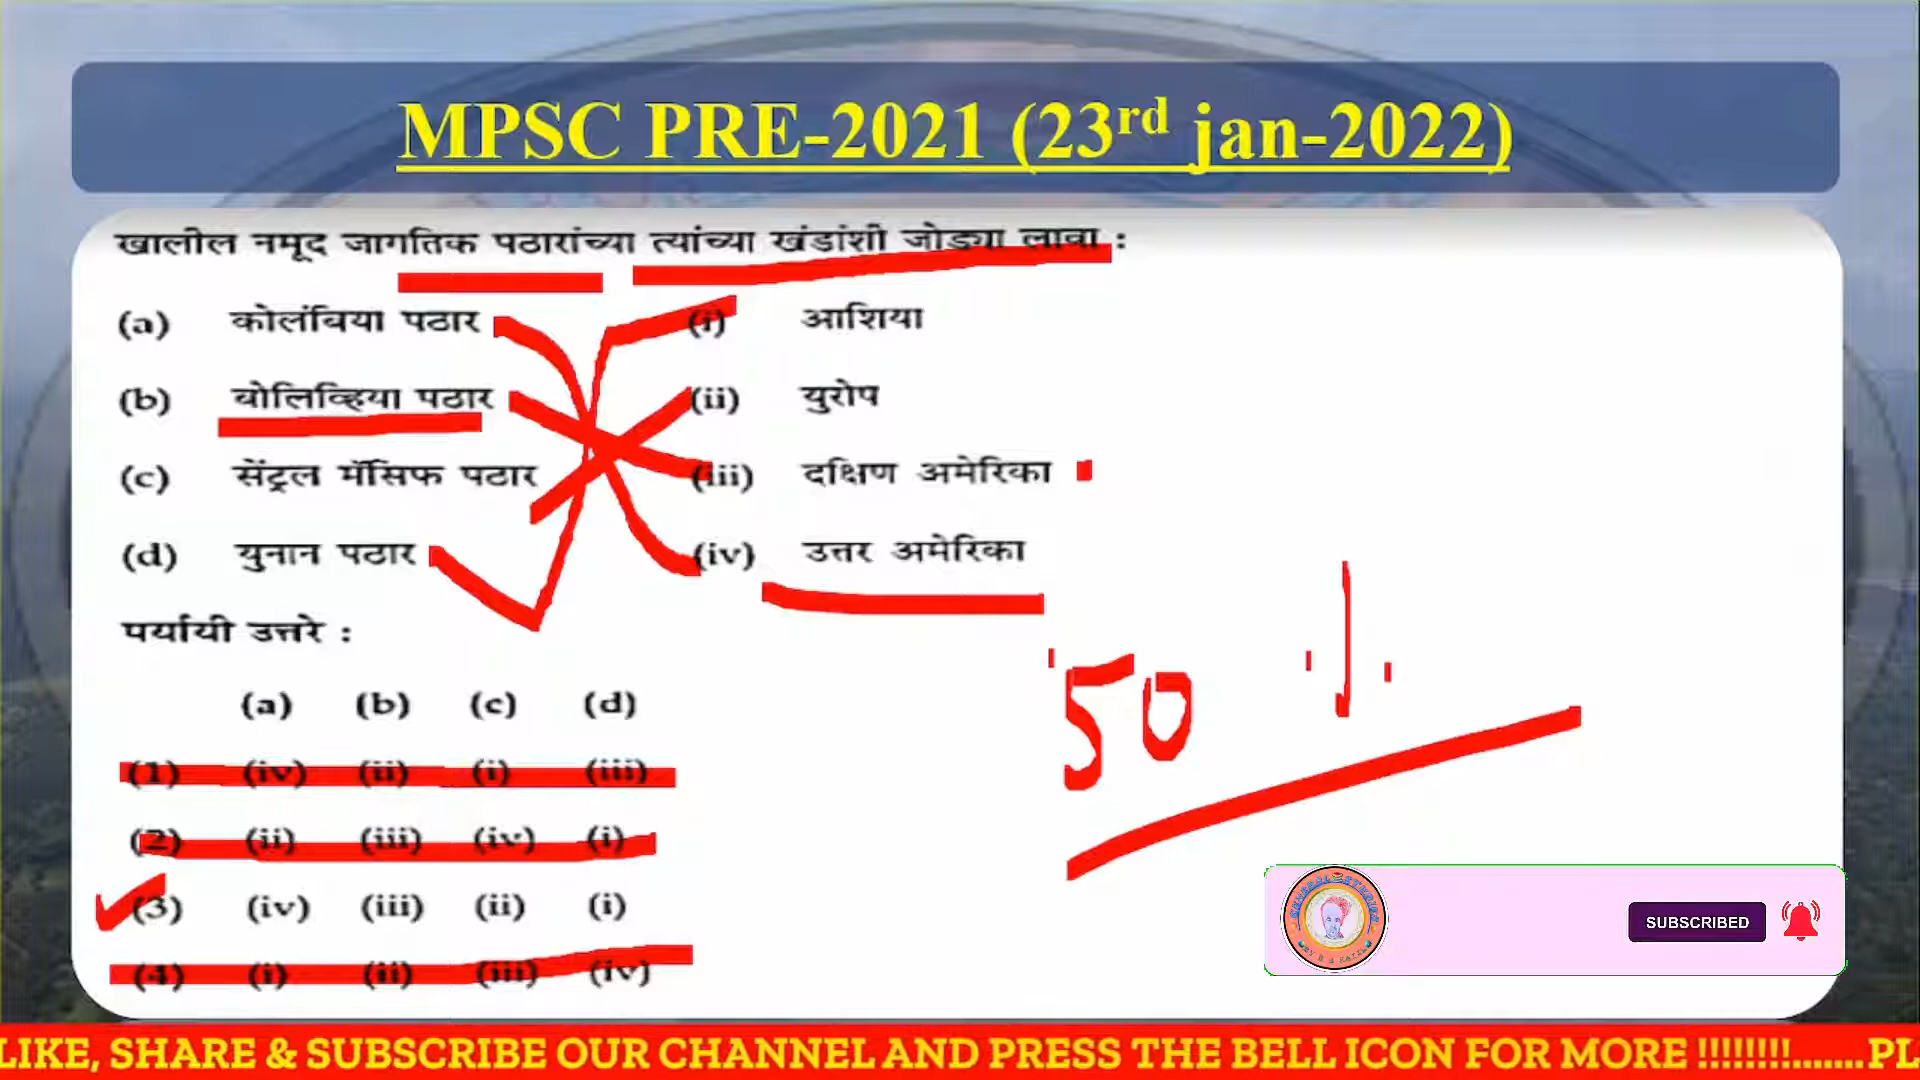 MPSC PRE-2021 (23rd jan-2022)
खालील नमूद जागतिक पठारांच्या त्यांच्या खंडांशी जोड्या लावा :
(a) कोलंबिया पठार (i) आशिया
(b) बोलिव्हिया पठार (ii) युरोप
(c) सेंट्रल मॅसिफ पठार (iii) दक्षिण अमेरिका
(d) युनान पठार (iv) उत्तर अमेरिका
पर्यायी उत्तरे :
(a) (b) (c) (d)
(1) (iv) (ii) (i) (iii)
(2) (ii) (iii) (iv) (i)
(3) (iv) (iii) (ii) (i)
(4) (i) (ii) (iii) (iv)
50 %
SUBSCRIBED
LIKE, SHARE & SUBSCRIBE OUR CHANNEL AND PRESS THE BELL ICON FOR MORE !!!!!!!!.......PL